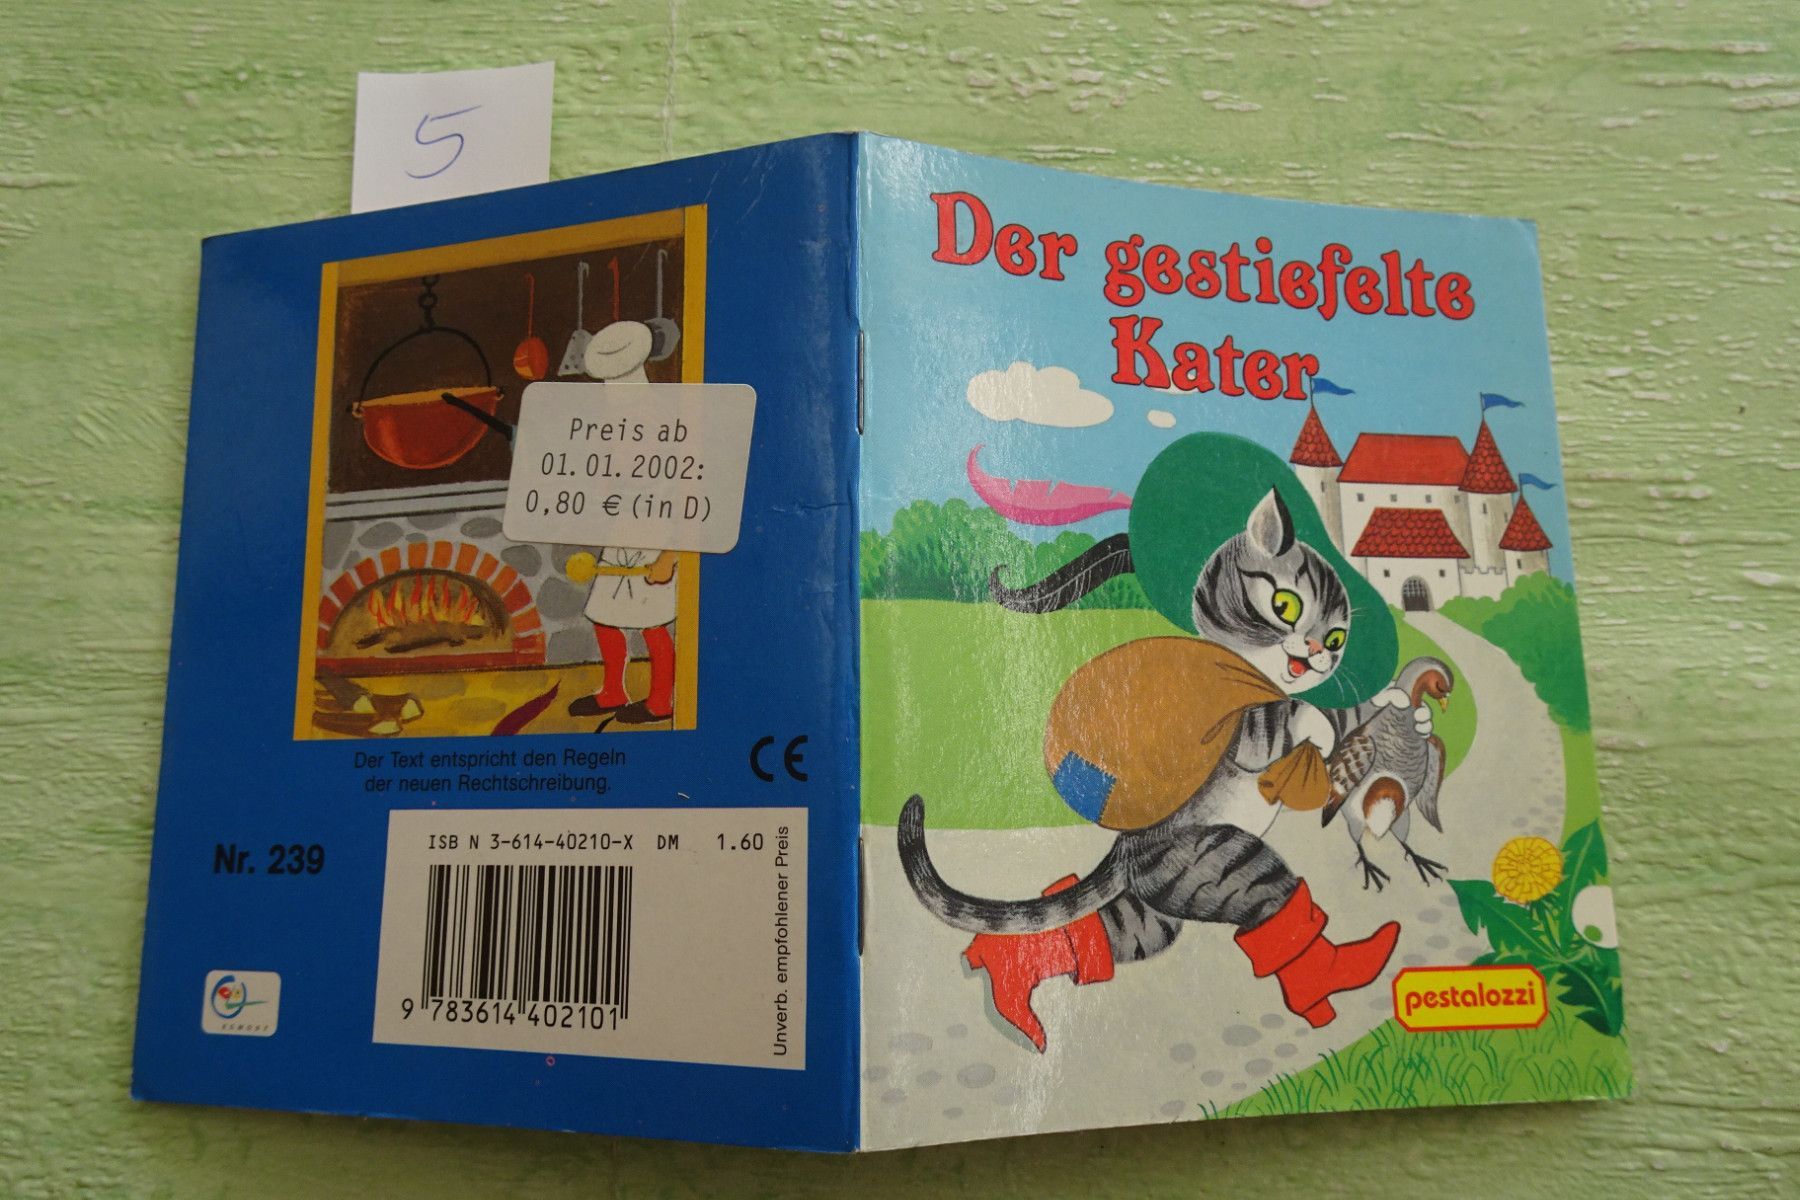 5
Preis ab
01.01.2002:
0,80 € (in D)
Der Text entspricht den Regeln
der neuen Rechtschreibung.
CE
Nr. 239
ISB N 3-614-40210-X DM 1.60
Unverb. empfohlener Preis
9 783614 402101
EGMONT
Der gestiefelte
Kater
pestalozzi